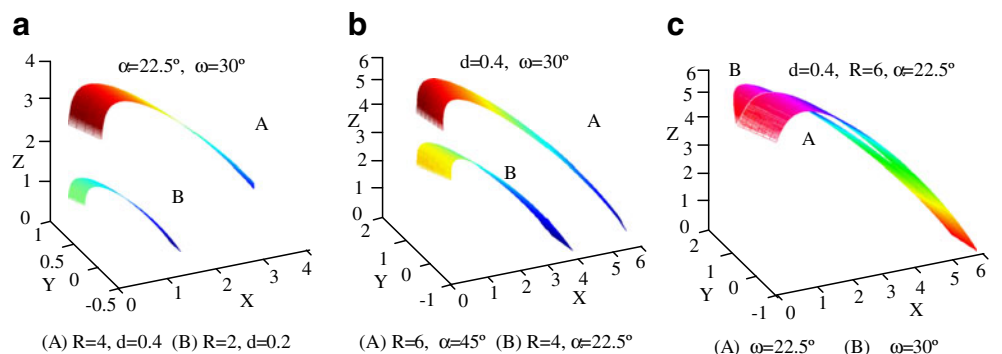 a
b
c
α=22.5º, ω=30º
4
3
2
1
0
Z
A
B
1
0.5
0
-0.5
Y
0
1
2
3
4
X
(A) R=4, d=0.4 (B) R=2, d=0.2
d=0.4, ω=30º
6
5
4
3
2
1
0
Z
A
B
2
1
0
-1
Y
0
1
2
3
4
5
6
X
(A) R=6, α=45º (B) R=4, α=22.5º
d=0.4, R=6, α=22.5º
6
5
4
3
2
1
0
Z
B
A
2
1
0
-1
Y
0
1
2
3
4
5
6
X
(A) ω=22.5º (B) ω=30º